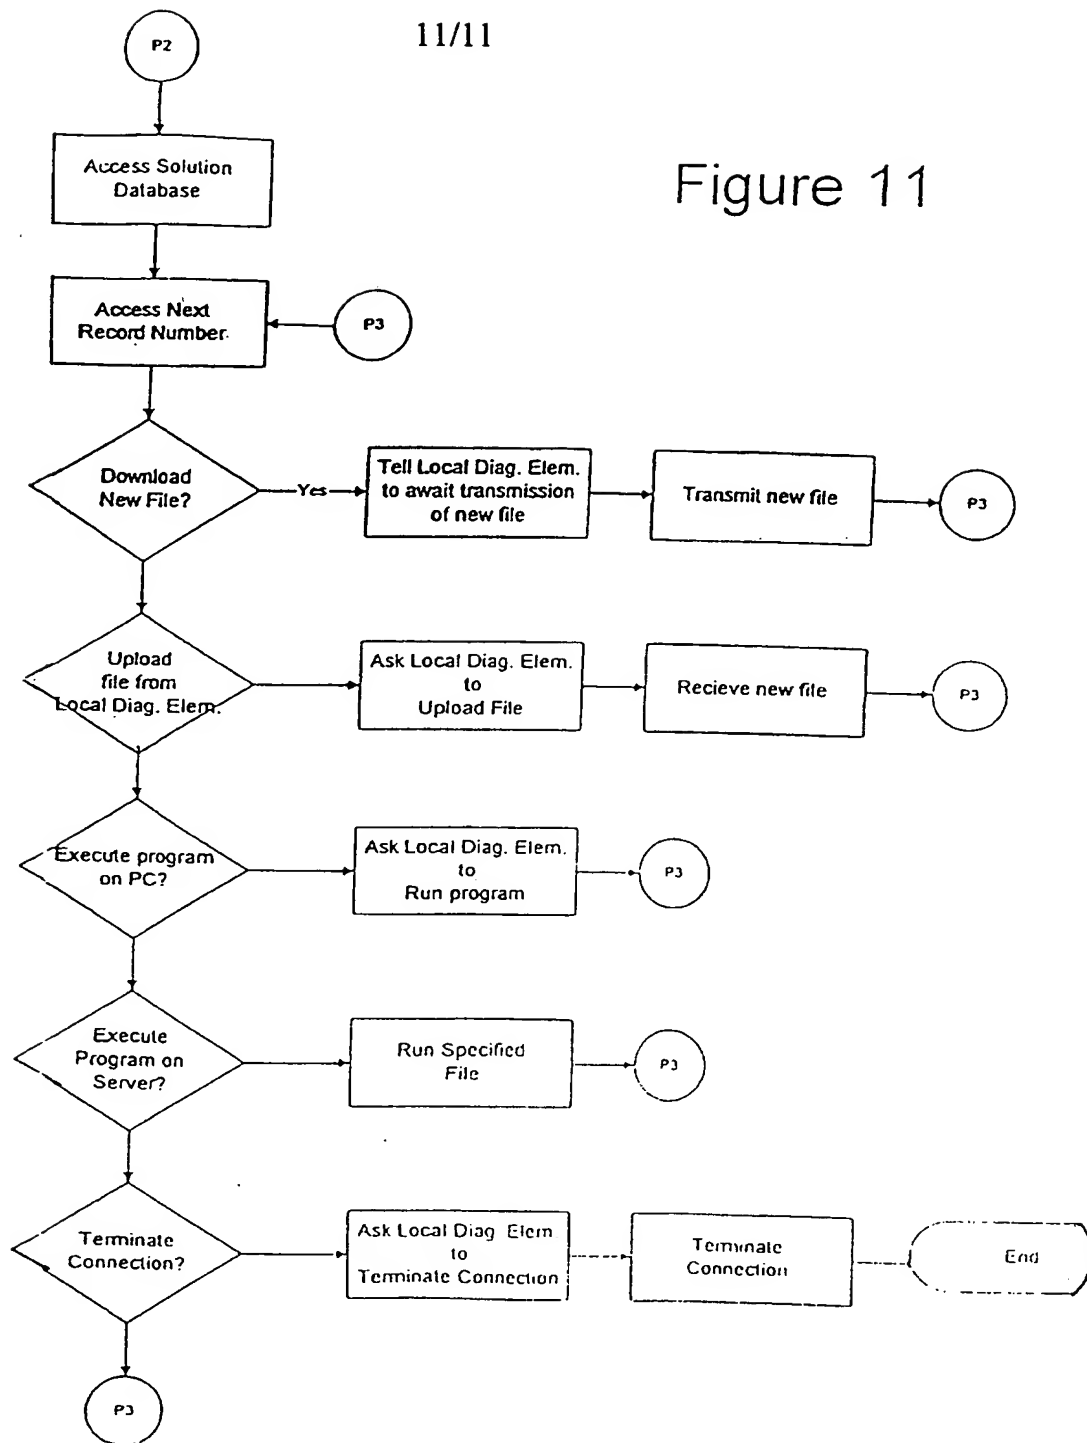 11/11
Figure 11
P2
Access Solution
Database
Access Next
Record Number.
P3
Download
New File?
Yes
Tell Local Diag. Elem.
to await transmission
of new file
Transmit new file
P3
Upload
file from
Local Diag. Elem.
Ask Local Diag. Elem.
to
Upload File
Recieve new file
P3
Execute program
on PC?
Ask Local Diag. Elem.
to
Run program
P3
Execute
Program on
Server?
Run Specified
File
P3
Terminate
Connection?
Ask Local Diag Elem
to
Terminate Connection
Terminate
Connection
End
P3